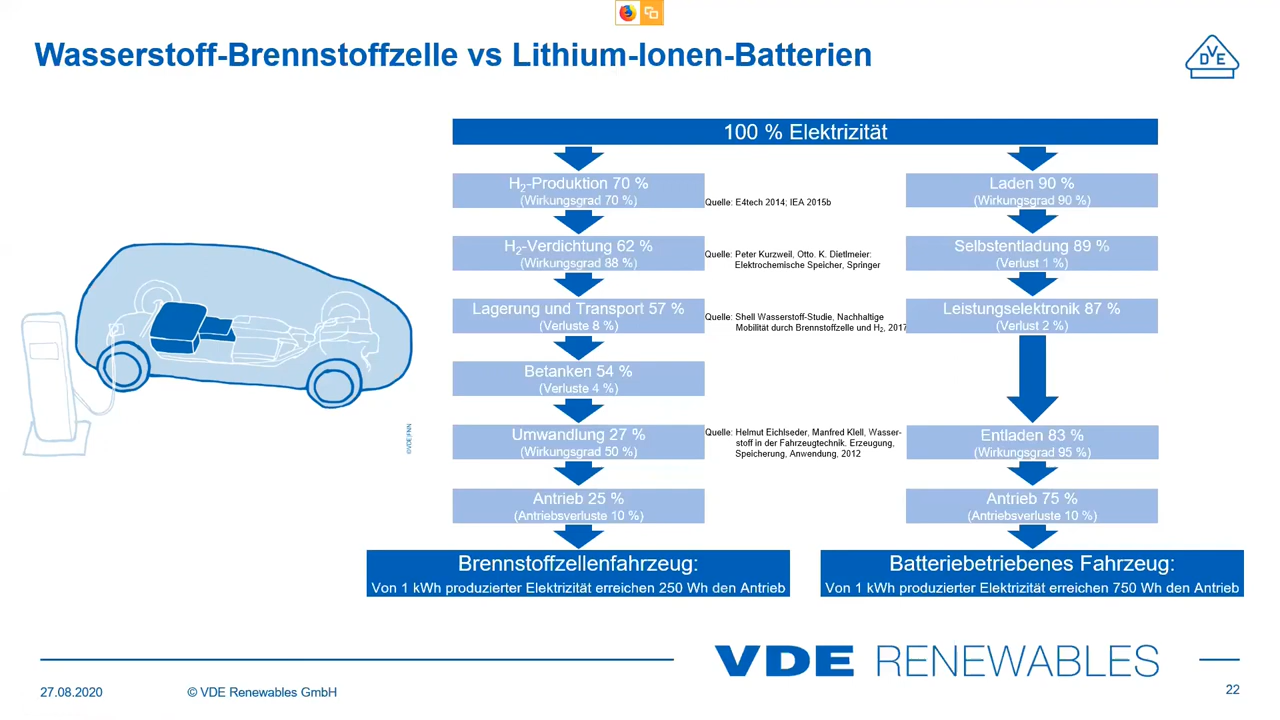 Wasserstoff-Brennstoffzelle vs Lithium-Ionen-Batterien
DVE
100 % Elektrizität
H₂-Produktion 70 %
(Wirkungsgrad 70 %)
Quelle: E4tech 2014; IEA 2015b
H₂-Verdichtung 62 %
(Wirkungsgrad 88 %)
Quelle: Peter Kurzweil, Otto. K. Dietlmeier:
Elektrochemische Speicher, Springer
Lagerung und Transport 57 %
(Verluste 8 %)
Quelle: Shell Wasserstoff-Studie, Nachhaltige
Mobilität durch Brennstoffzelle und H₂, 2017
Betanken 54 %
(Verluste 4 %)
Umwandlung 27 %
(Wirkungsgrad 50 %)
Quelle: Helmut Eichlseder, Manfred Klell, Wasser-
stoff in der Fahrzeugtechnik. Erzeugung,
Speicherung, Anwendung, 2012
Antrieb 25 %
(Antriebsverluste 10 %)
Brennstoffzellenfahrzeug:
Von 1 kWh produzierter Elektrizität erreichen 250 Wh den Antrieb
Laden 90 %
(Wirkungsgrad 90 %)
Selbstentladung 89 %
(Verlust 1 %)
Leistungselektronik 87 %
(Verlust 2 %)
Entladen 83 %
(Wirkungsgrad 95 %)
Antrieb 75 %
(Antriebsverluste 10 %)
Batteriebetriebenes Fahrzeug:
Von 1 kWh produzierter Elektrizität erreichen 750 Wh den Antrieb
©VDE|FNN
VDE RENEWABLES
27.08.2020
© VDE Renewables GmbH
22